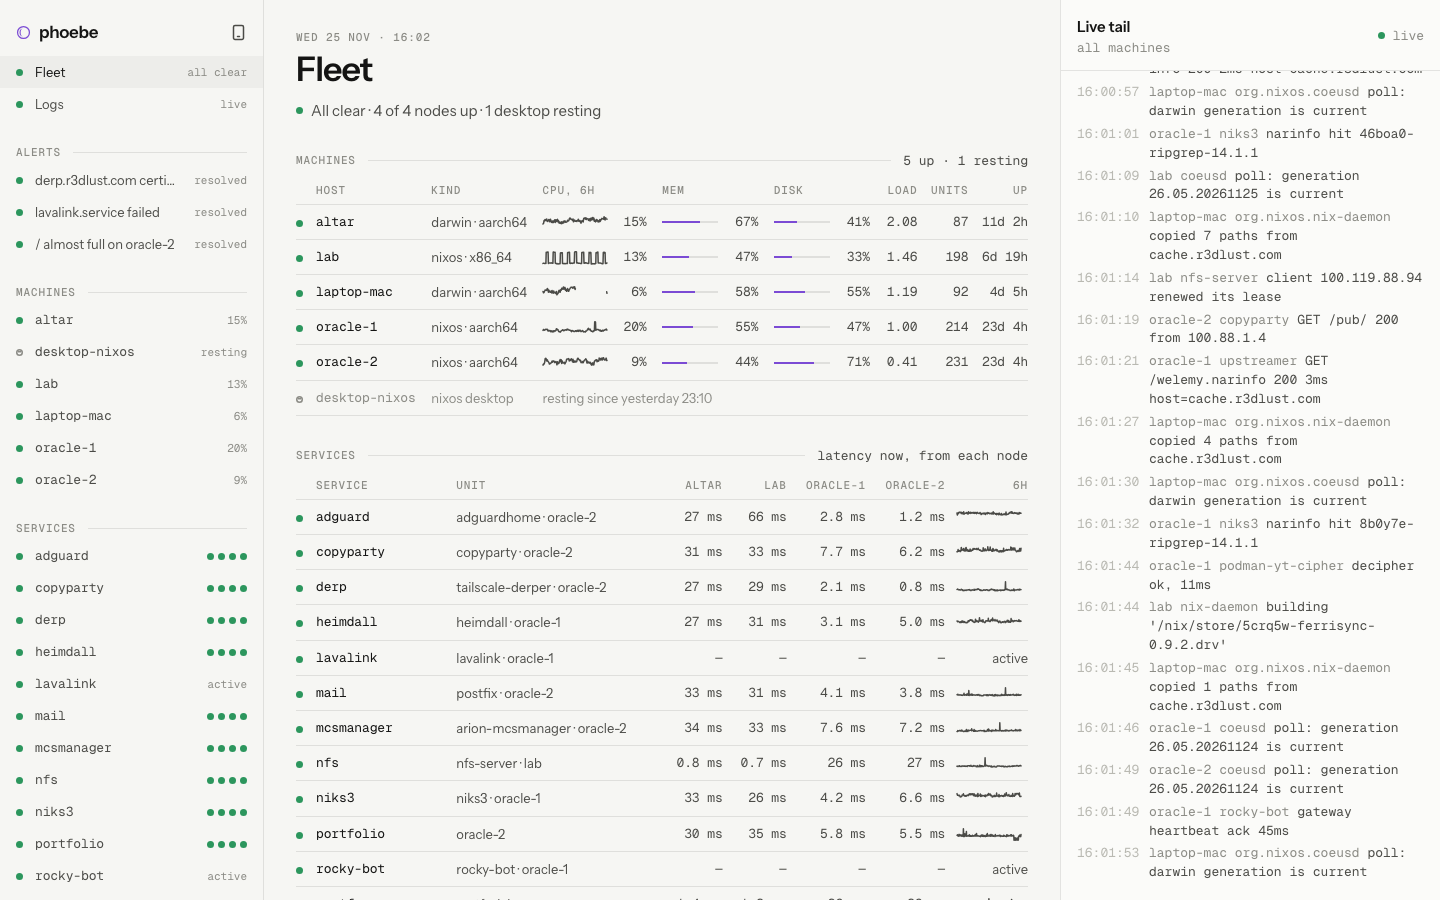 phoebe
Fleet all clear
Logs live
ALERTS
derp.r3dlust.com certi... resolved
lavalink.service failed resolved
/ almost full on oracle-2 resolved
MACHINES
altar 15%
desktop-nixos resting
lab 13%
laptop-mac 6%
oracle-1 20%
oracle-2 9%
SERVICES
adguard
copyparty
derp
heimdall
lavalink active
mail
mcsmanager
nfs
niks3
portfolio
rocky-bot active
WED 25 NOV · 16:02
Fleet
All clear · 4 of 4 nodes up · 1 desktop resting
MACHINES 5 up · 1 resting
HOST KIND CPU, 6H MEM DISK LOAD UNITS UP
altar darwin · aarch64 15% 67% 41% 2.08 87 11d 2h
lab nixos · x86_64 13% 47% 33% 1.46 198 6d 19h
laptop-mac darwin · aarch64 6% 58% 55% 1.19 92 4d 5h
oracle-1 nixos · aarch64 20% 55% 47% 1.00 214 23d 4h
oracle-2 nixos · aarch64 9% 44% 71% 0.41 231 23d 4h
desktop-nixos nixos desktop resting since yesterday 23:10
SERVICES latency now, from each node
SERVICE UNIT ALTAR LAB ORACLE-1 ORACLE-2 6H
adguard adguardhome · oracle-2 27 ms 66 ms 2.8 ms 1.2 ms
copyparty copyparty · oracle-2 31 ms 33 ms 7.7 ms 6.2 ms
derp tailscale-derper · oracle-2 27 ms 29 ms 2.1 ms 0.8 ms
heimdall heimdall · oracle-1 27 ms 31 ms 3.1 ms 5.0 ms
lavalink lavalink · oracle-1 — — — — active
mail postfix · oracle-2 33 ms 31 ms 4.1 ms 3.8 ms
mcsmanager arion-mcsmanager · oracle-2 34 ms 33 ms 7.6 ms 7.2 ms
nfs nfs-server · lab 0.8 ms 0.7 ms 26 ms 27 ms
niks3 niks3 · oracle-1 33 ms 26 ms 4.2 ms 6.6 ms
portfolio oracle-2 30 ms 35 ms 5.8 ms 5.5 ms
rocky-bot rocky-bot · oracle-1 — — — — active
Live tail
all machines
live
16:00:57 laptop-mac org.nixos.coeusd poll:
darwin generation is current
16:01:01 oracle-1 niks3 narinfo hit 46boa0-
ripgrep-14.1.1
16:01:09 lab coeusd poll: generation
26.05.20261125 is current
16:01:10 laptop-mac org.nixos.nix-daemon
copied 7 paths from
cache.r3dlust.com
16:01:14 lab nfs-server client 100.119.88.94
renewed its lease
16:01:19 oracle-2 copyparty GET /pub/ 200
from 100.88.1.4
16:01:21 oracle-1 upstreamer GET
/welemy.narinfo 200 3ms
host=cache.r3dlust.com
16:01:27 laptop-mac org.nixos.nix-daemon
copied 4 paths from
cache.r3dlust.com
16:01:30 laptop-mac org.nixos.coeusd poll:
darwin generation is current
16:01:32 oracle-1 niks3 narinfo hit 8b0y7e-
ripgrep-14.1.1
16:01:44 oracle-1 podman-yt-cipher decipher
ok, 11ms
16:01:44 lab nix-daemon building
'/nix/store/5crq5w-ferrisync-
0.9.2.drv'
16:01:45 laptop-mac org.nixos.nix-daemon
copied 1 paths from
cache.r3dlust.com
16:01:46 oracle-1 coeusd poll: generation
26.05.20261124 is current
16:01:49 oracle-2 coeusd poll: generation
26.05.20261124 is current
16:01:49 oracle-1 rocky-bot gateway
heartbeat ack 45ms
16:01:53 laptop-mac org.nixos.coeusd poll:
darwin generation is current